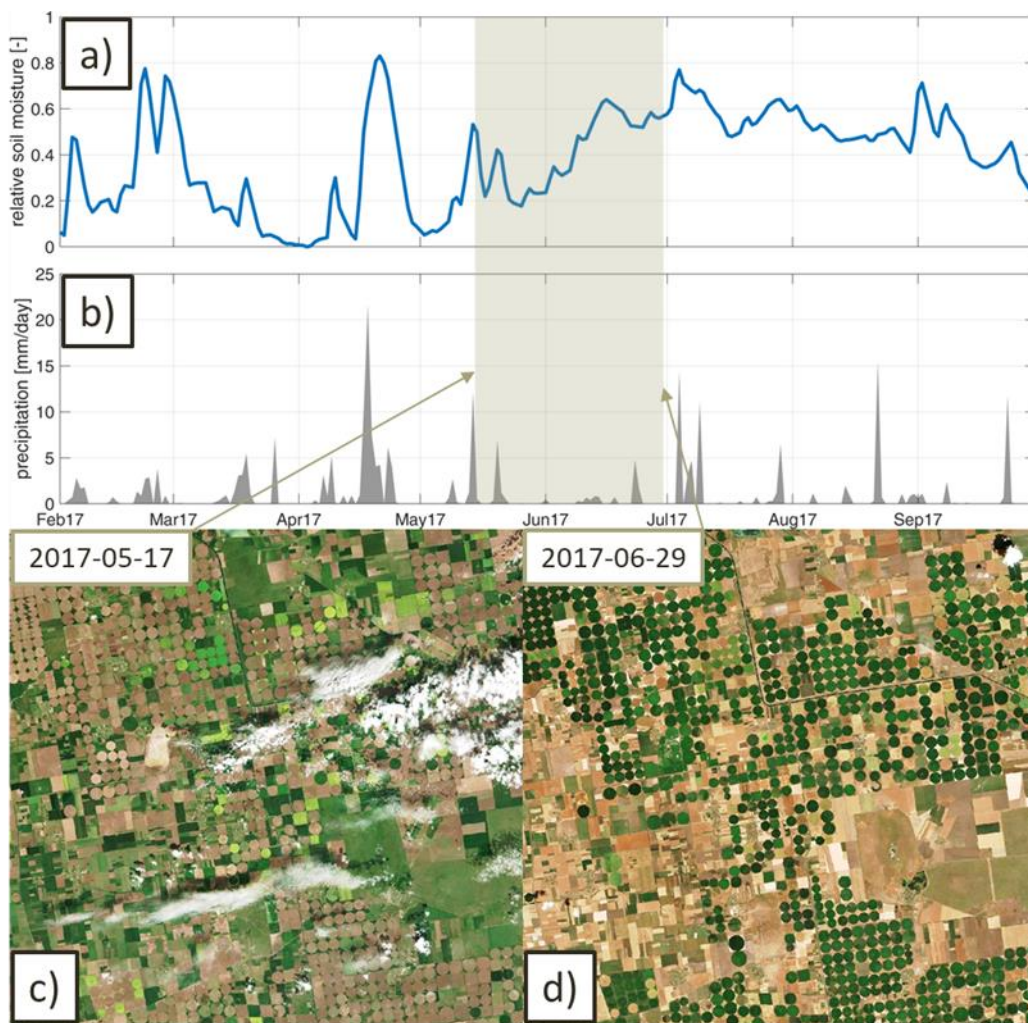 a)
relative soil moisture [-]
1
0.8
0.6
0.4
0.2
0
b)
precipitation [mm/day]
25
20
15
10
5
0
Feb17 Mar17 Apr17 May17 Jun17 Jul17 Aug17 Sep17
2017-05-17
2017-06-29
c)
d)